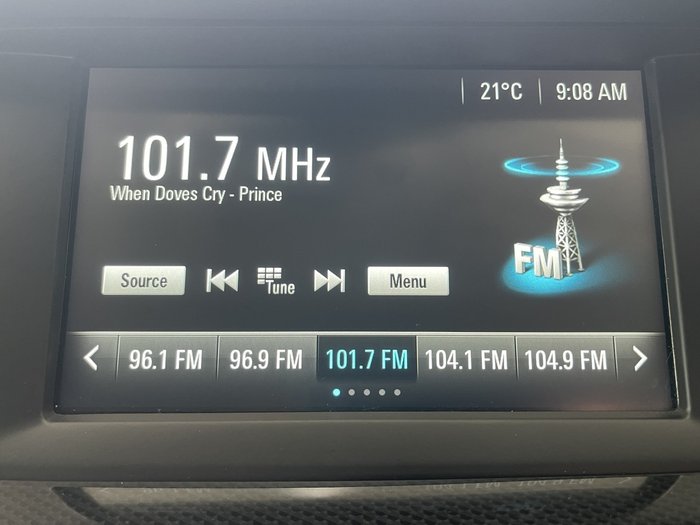 21°C 9:08 AM
101.7 MHz
When Doves Cry - Prince
FM
Source Tune Menu
96.1 FM 96.9 FM 101.7 FM 104.1 FM 104.9 FM